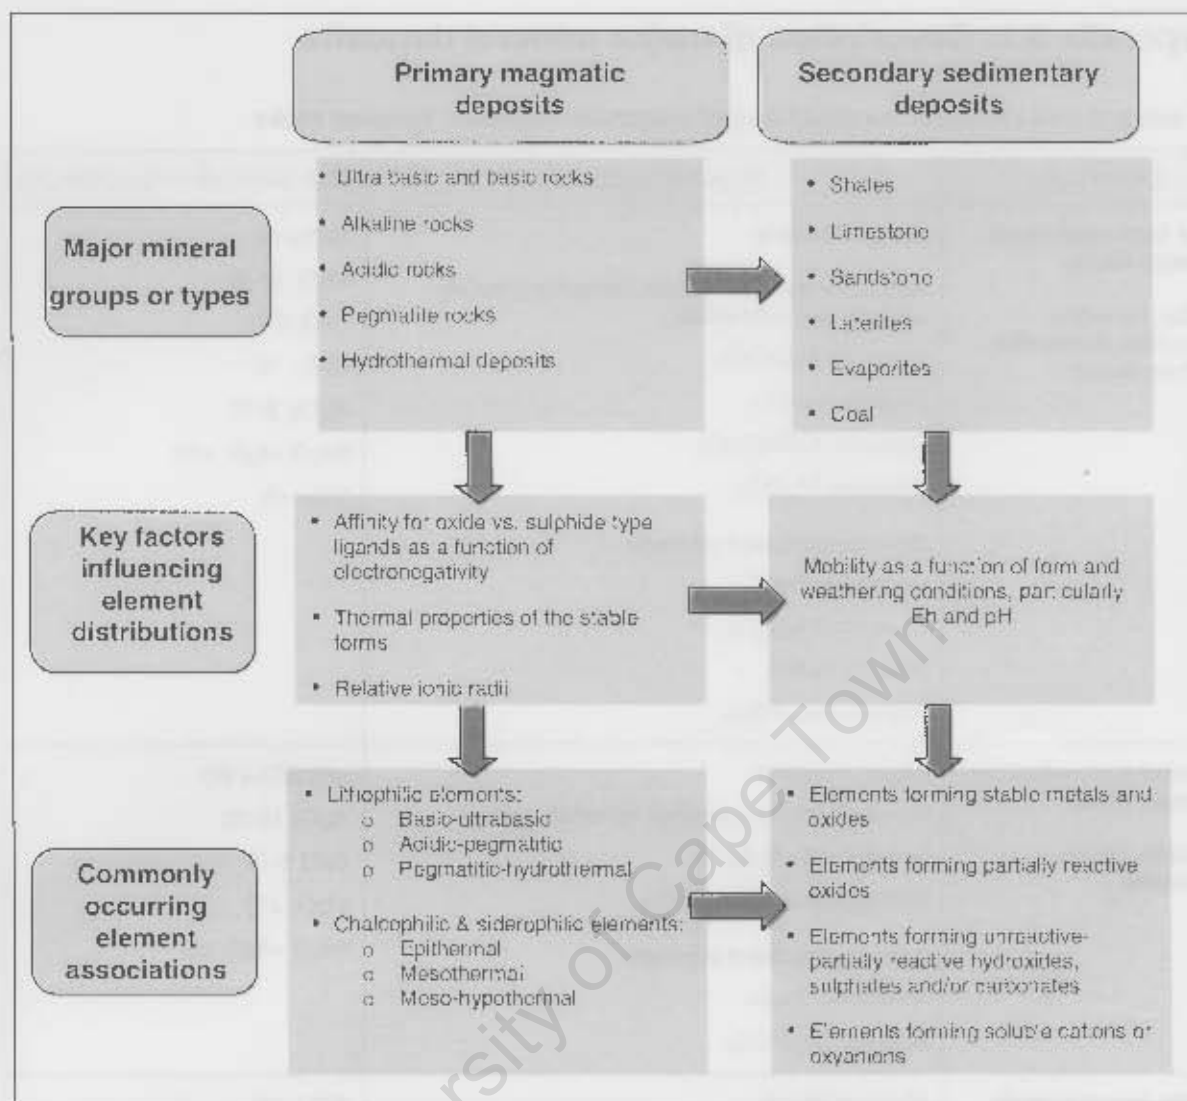 Primary magmatic
deposits
Secondary sedimentary
deposits
Major mineral
groups or types
• Ultra basic and basic rocks
• Alkaline rocks
• Acidic rocks
• Pegmatite rocks
• Hydrothermal deposits
• Shales
• Limestone
• Sandstone
• Laterites
• Evaporites
• Coal
Key factors
influencing
element
distributions
• Affinity for oxide vs. sulphide type
ligands as a function of
electronegativity
• Thermal properties of the stable
forms
• Relative ionic radii
Mobility as a function of form and
weathering conditions, particularly
Eh and pH
Commonly
occurring
element
associations
• Lithophilic elements:
o Basic-ultrabasic
o Acidic-pegmatitic
o Pegmatitic-hydrothermal
• Chalcophilic & siderophilic elements:
o Epithermal
o Mesothermal
o Meso-hypothermal
• Elements forming stable metals and
oxides
• Elements forming partially reactive
oxides
• Elements forming unreactive-
partially reactive hydroxides,
sulphates and/or carbonates
• Elements forming soluble cations or
oxyanions
rsity of Cape Town